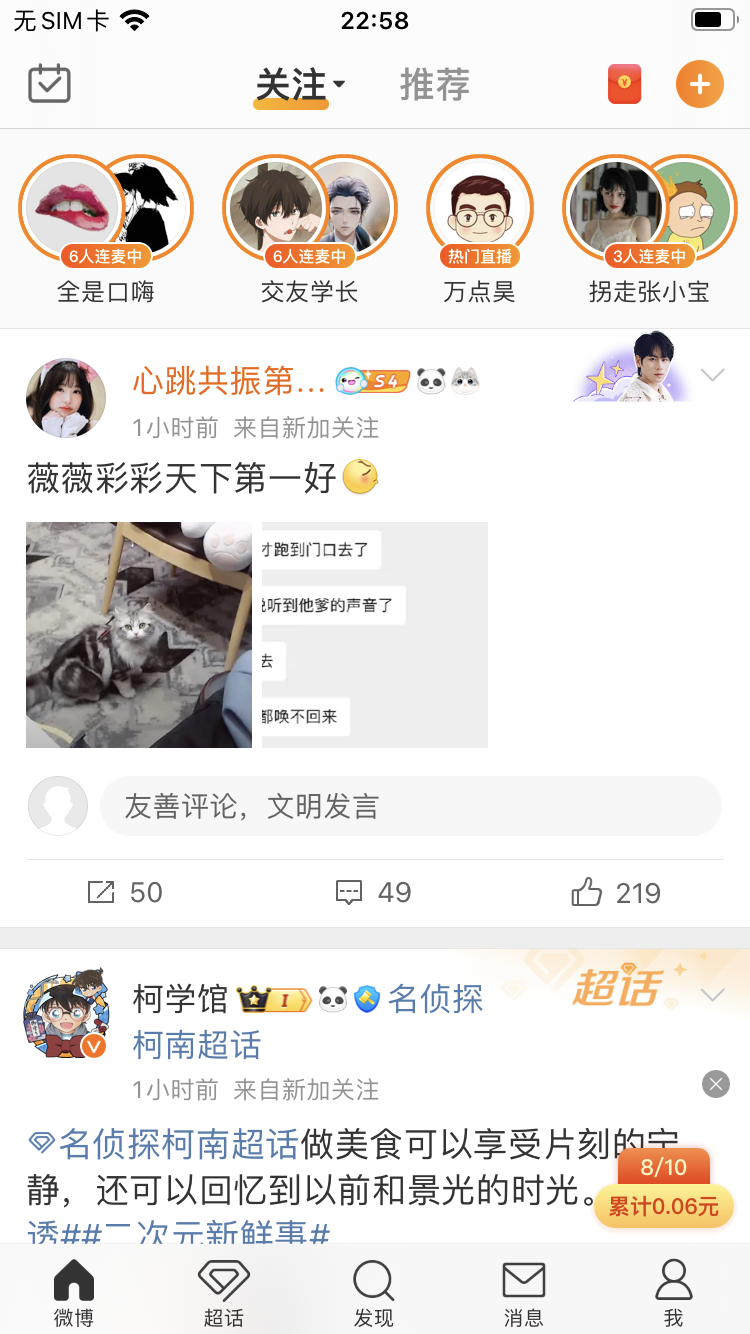 无SIM卡 22:58
关注 推荐
6人连麦中 6人连麦中 热门直播 3人连麦中
全是口嗨 交友学长 万点昊 拐走张小宝
心跳共振第... S4
1小时前 来自新加关注
薇薇彩彩天下第一好
才跑到门口去了
说听到他爹的声音了
去
都唤不回来
友善评论，文明发言
50 49 219
柯学馆 I 名侦探
柯南超话
超话
1小时前 来自新加关注
名侦探柯南超话做美食可以享受片刻的宁
静，还可以回忆到以前和景光的时光。
8/10
累计0.06元
透##二次元新鲜事#
微博 超话 发现 消息 我